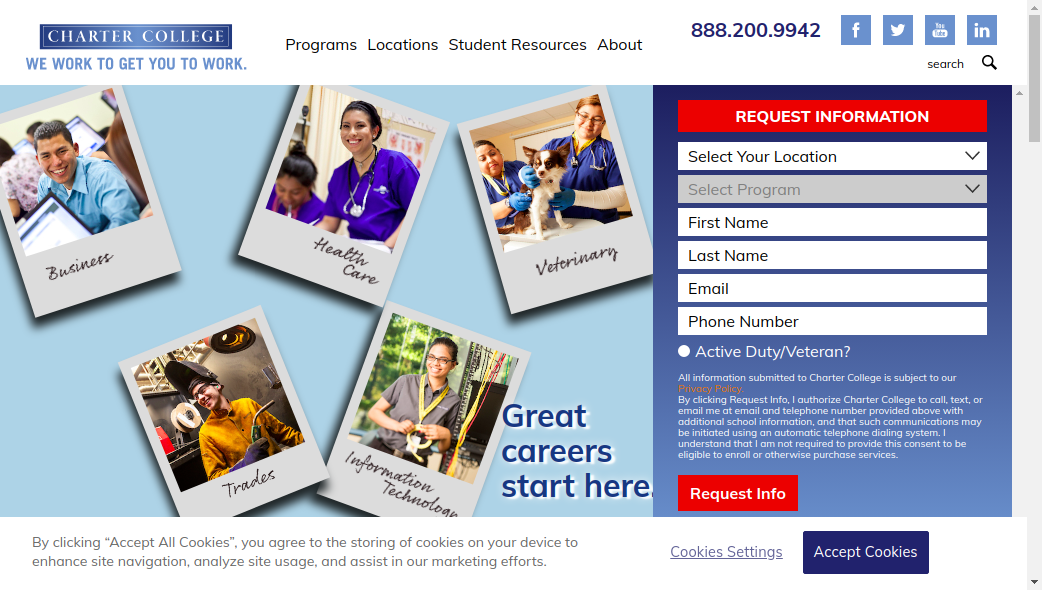 CHARTER COLLEGE
WE WORK TO GET YOU TO WORK.
Programs Locations Student Resources About
888.200.9942
f
You Tube
in
search
Business
Health Care
Veterinary
Trades
Information Technology
Great
careers
start here.
REQUEST INFORMATION
Select Your Location
Select Program
First Name
Last Name
Email
Phone Number
Active Duty/Veteran?
All information submitted to Charter College is subject to our
Privacy Policy.
By clicking Request Info, I authorize Charter College to call, text, or
email me at email and telephone number provided above with
additional school information, and that such communications may
be initiated using an automatic telephone dialing system. I
understand that I am not required to provide this consent to be
eligible to enroll or otherwise purchase services.
Request Info
By clicking “Accept All Cookies”, you agree to the storing of cookies on your device to
enhance site navigation, analyze site usage, and assist in our marketing efforts.
Cookies Settings
Accept Cookies